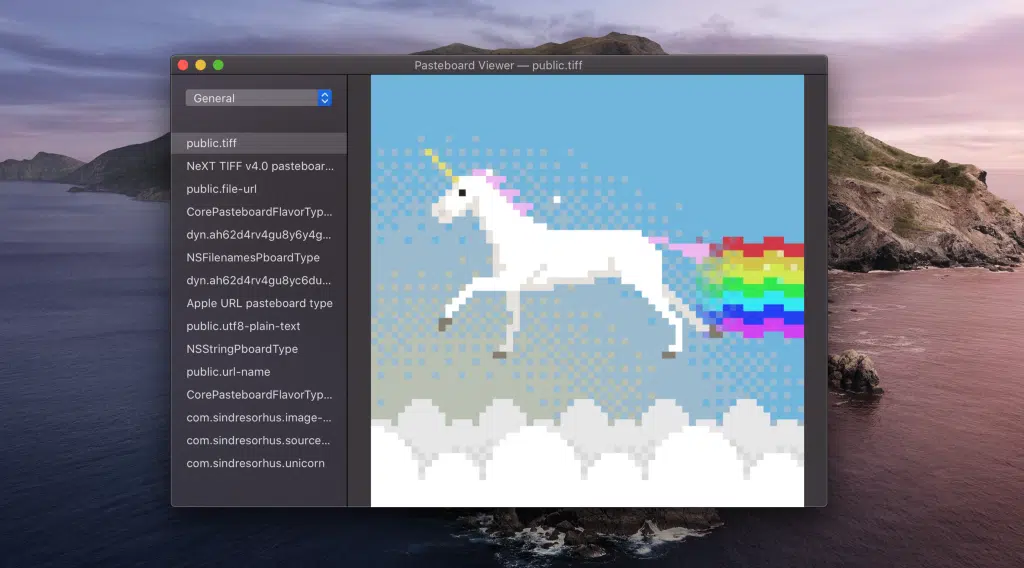 Pasteboard Viewer — public.tiff
General
public.tiff
NeXT TIFF v4.0 pasteboar...
public.file-url
CorePasteboardFlavorTyp...
dyn.ah62d4rv4gu8y6y4g...
NSFilenamesPboardType
dyn.ah62d4rv4gu8yc6du...
Apple URL pasteboard type
public.utf8-plain-text
NSStringPboardType
public.url-name
CorePasteboardFlavorTyp...
com.sindresorhus.image-...
com.sindresorhus.source...
com.sindresorhus.unicorn